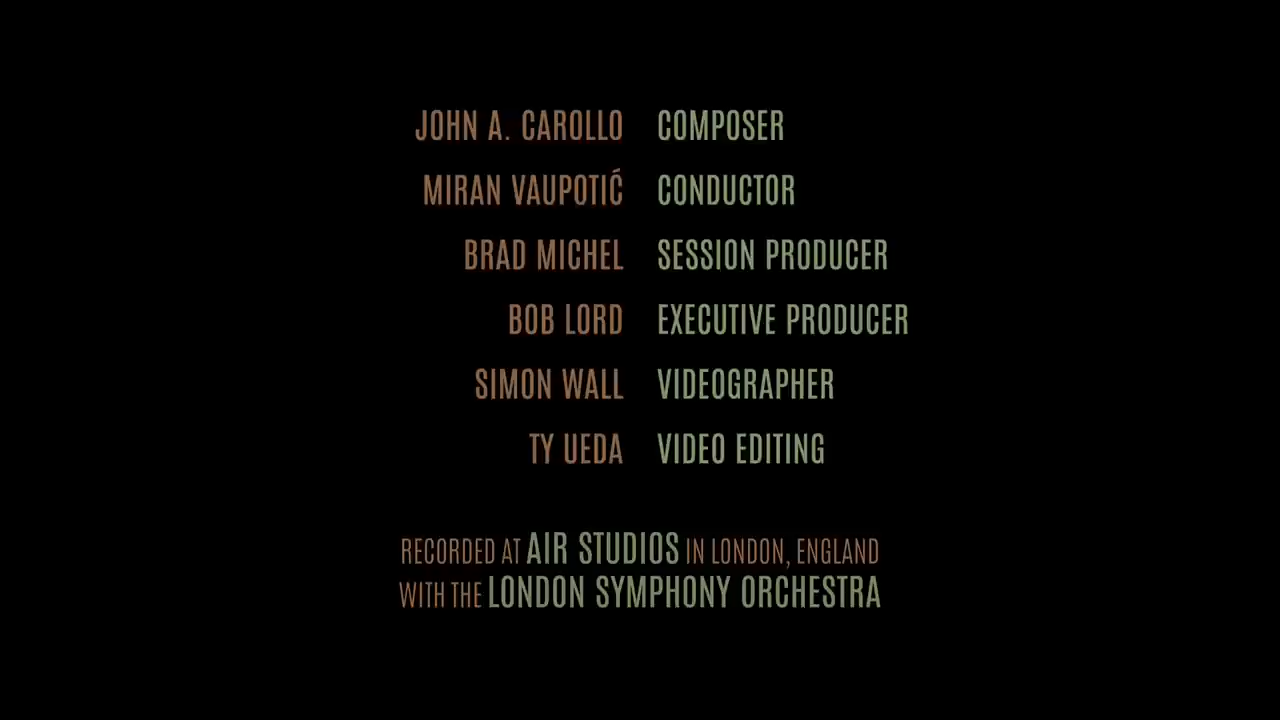 JOHN A. CAROLLO COMPOSER
MIRAN VAUPOTIĆ CONDUCTOR
BRAD MICHEL SESSION PRODUCER
BOB LORD EXECUTIVE PRODUCER
SIMON WALL VIDEOGRAPHER
TY UEDA VIDEO EDITING
RECORDED AT AIR STUDIOS IN LONDON, ENGLAND
WITH THE LONDON SYMPHONY ORCHESTRA